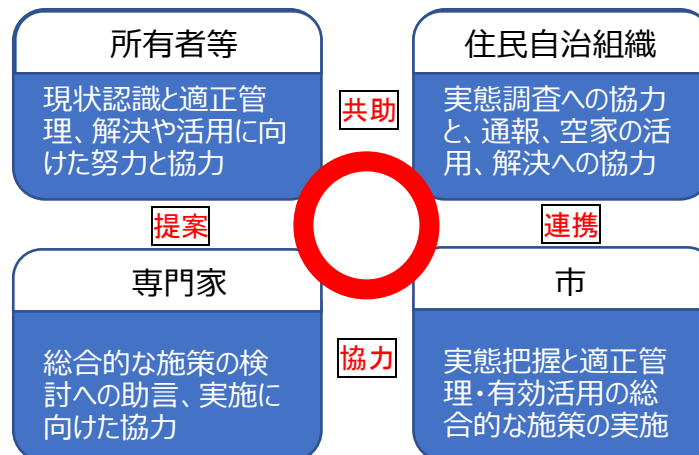 所有者等
現状認識と適正管
理、解決や活用に向
けた努力と協力
共助
住民自治組織
実態調査への協力
と、通報、空家の活
用、解決への協力
提案
連携
専門家
総合的な施策の検
討への助言、実施に
向けた協力
協力
市
実態把握と適正管
理・有効活用の総
合的な施策の実施